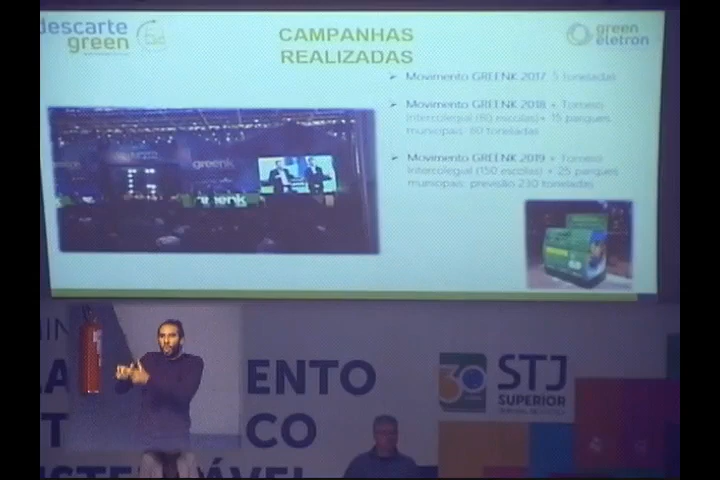 descarte
green
CAMPANHAS
REALIZADAS
green
eletron
Movimento GREENK 2017 5 toneladas
Movimento GREENK 2018 + Torneio
Intercolegial (80 escolas)+ 15 parques
municipais: 60 toneladas
Movimento GREENK 2019 + Torneio
Intercolegial (150 escolas) + 25 parques
municipais: previsão 230 toneladas
greenk
ENTO
CO
30
STJ
SUPERIOR